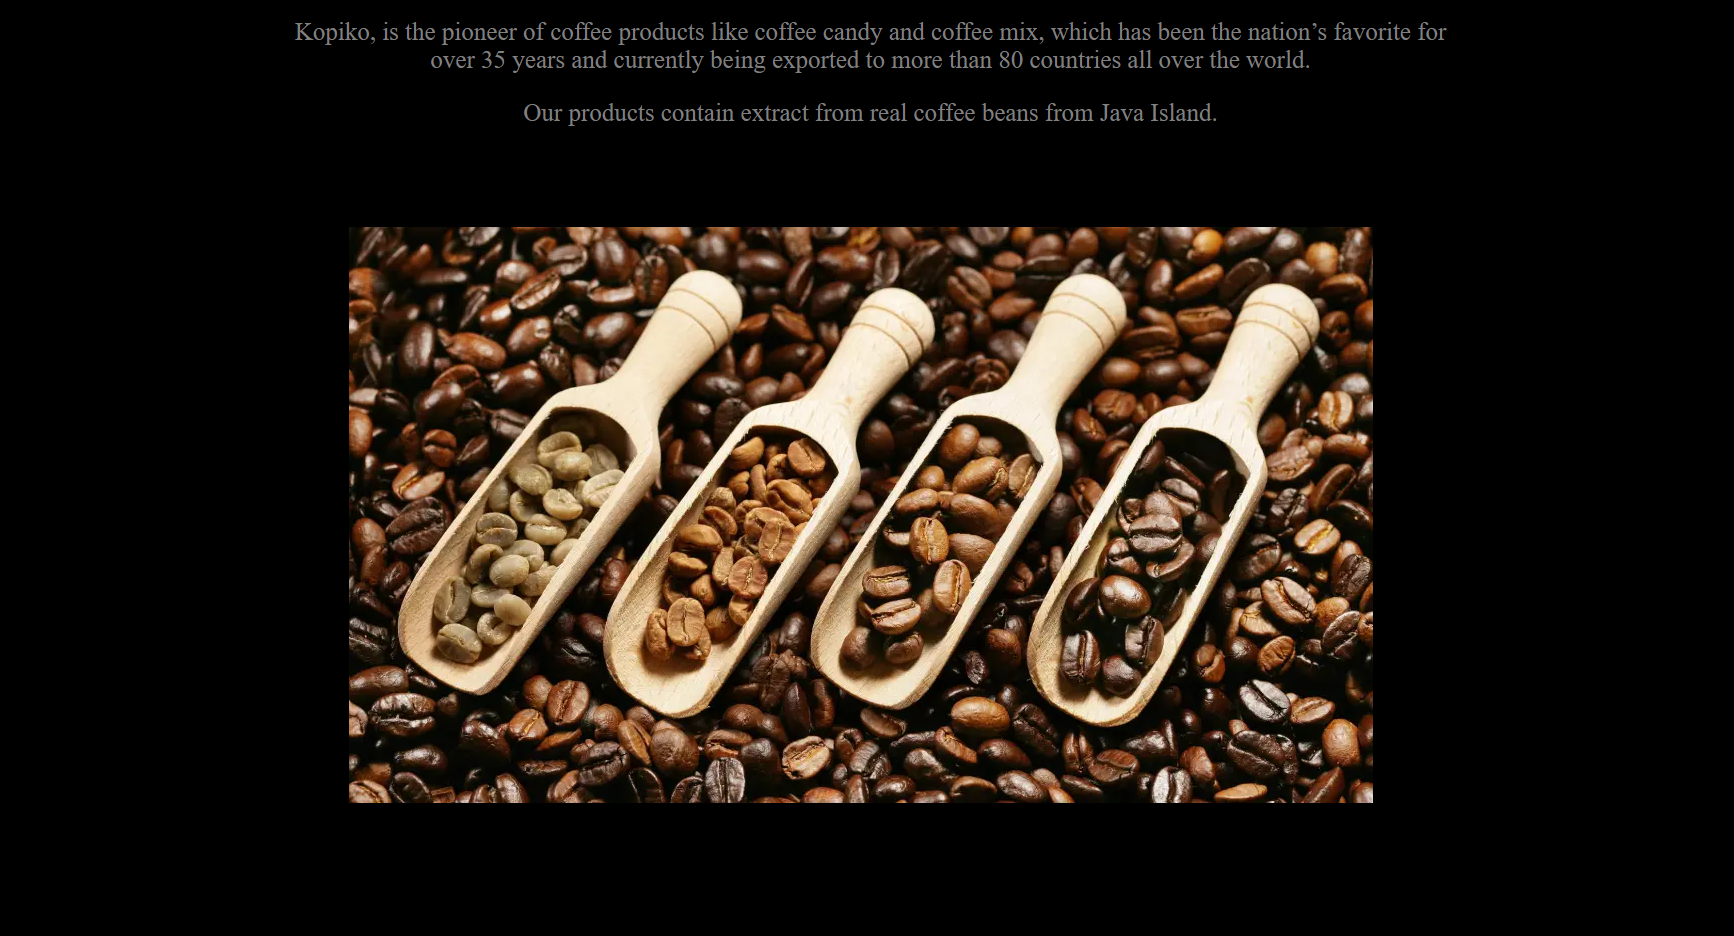 Kopiko, is the pioneer of coffee products like coffee candy and coffee mix, which has been the nation’s favorite for
over 35 years and currently being exported to more than 80 countries all over the world.
Our products contain extract from real coffee beans from Java Island.